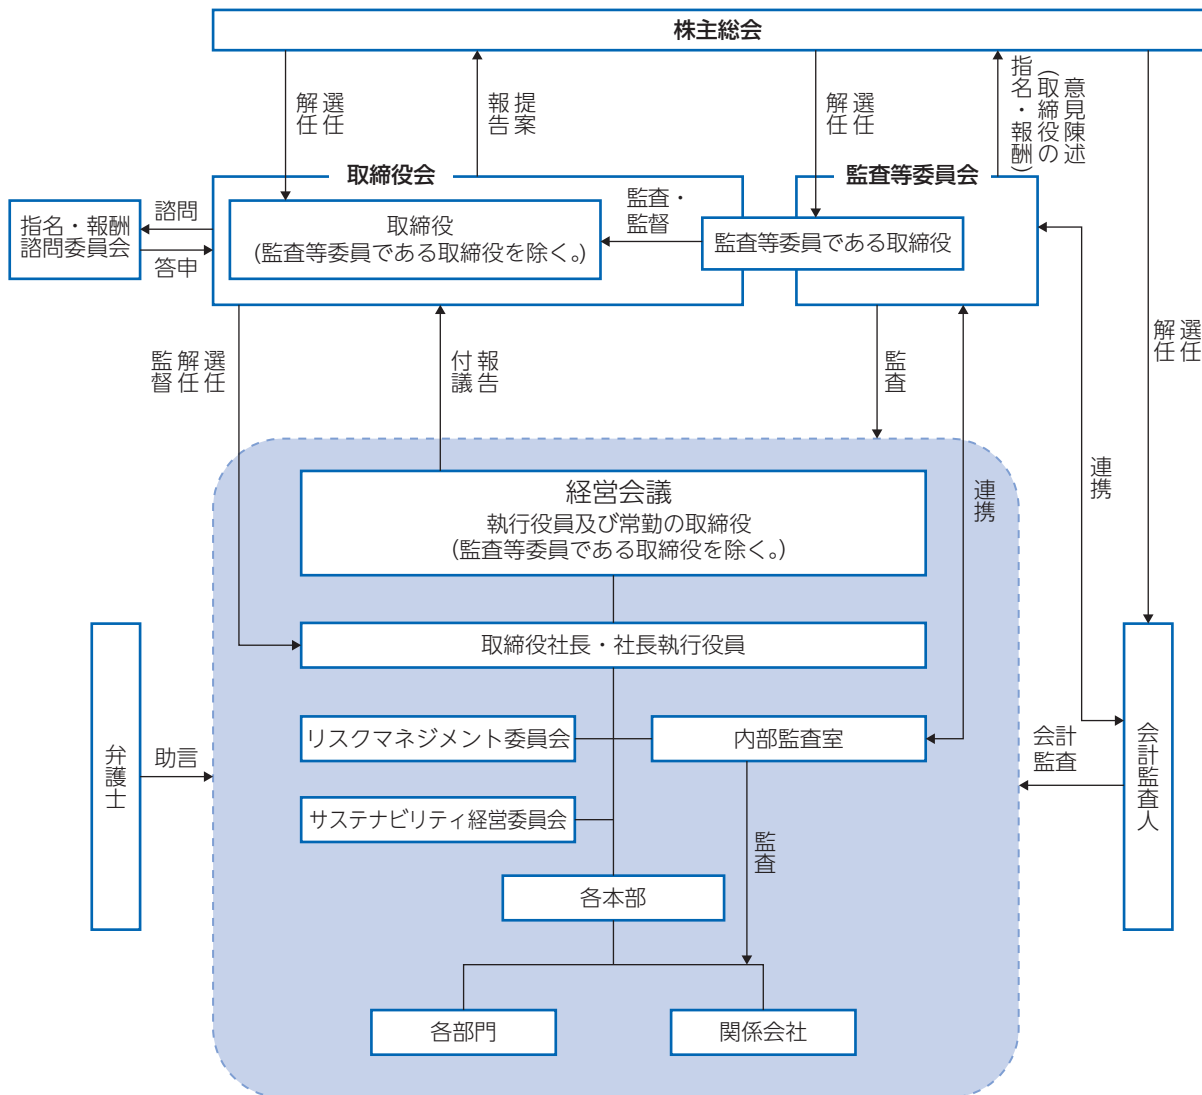 株主総会
選任
解任
提案
報告
選任
解任
意見陳述
(取締役の
指名・報酬)
取締役会
監査等委員会
指名・報酬
諮問委員会
諮問
答申
取締役
(監査等委員である取締役を除く。)
監査・
監督
監査等委員である取締役
選任
解任
監督
報告
付議
監査
選任
解任
連携
連携
経営会議
執行役員及び常勤の取締役
(監査等委員である取締役を除く。)
取締役社長・社長執行役員
リスクマネジメント委員会
内部監査室
サステナビリティ経営委員会
監査
各本部
各部門
関係会社
弁護士
助言
会計
監査
会計監査人